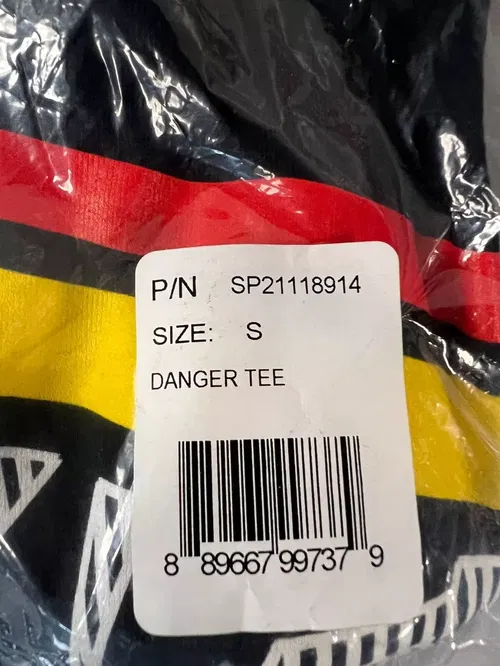 P/N SP21118914
SIZE: S
DANGER TEE
8 89667 99737 9